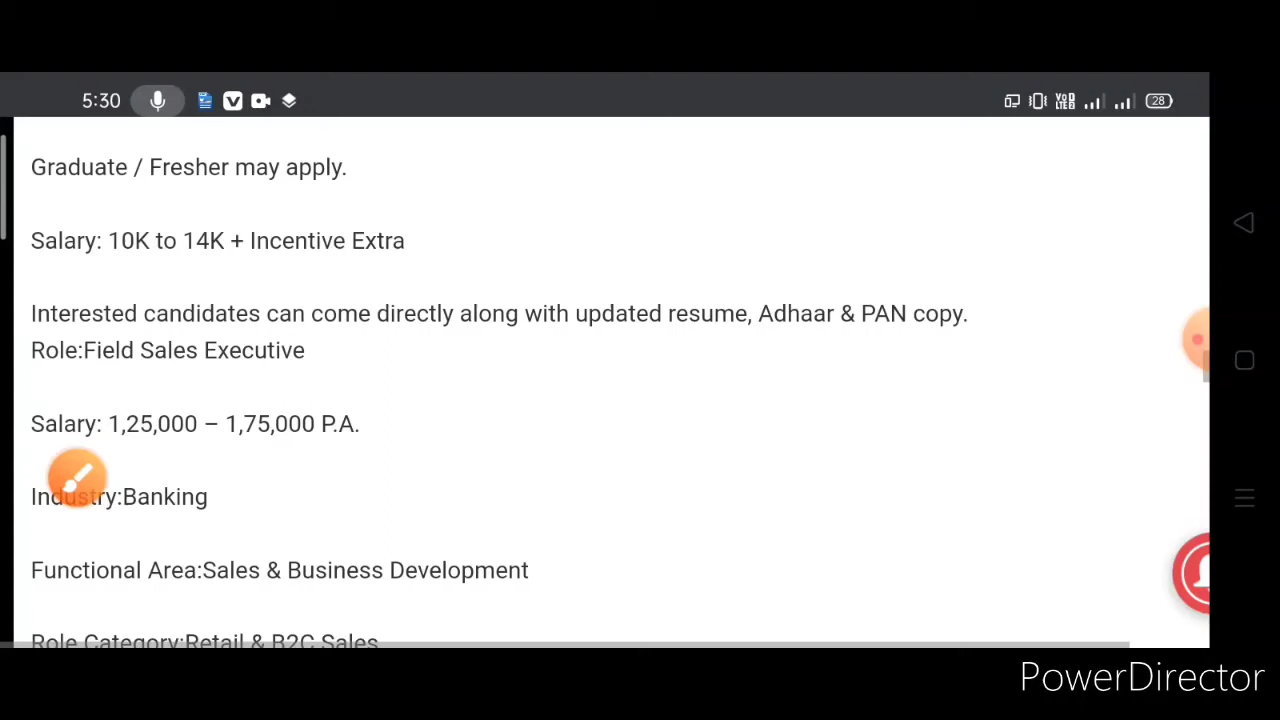 5:30
VoD LTE 28
Graduate / Fresher may apply.
Salary: 10K to 14K + Incentive Extra
Interested candidates can come directly along with updated resume, Adhaar & PAN copy.
Role:Field Sales Executive
Salary: 1,25,000 – 1,75,000 P.A.
Industry:Banking
Functional Area:Sales & Business Development
Role Category:Retail & B2C Sales
PowerDirector